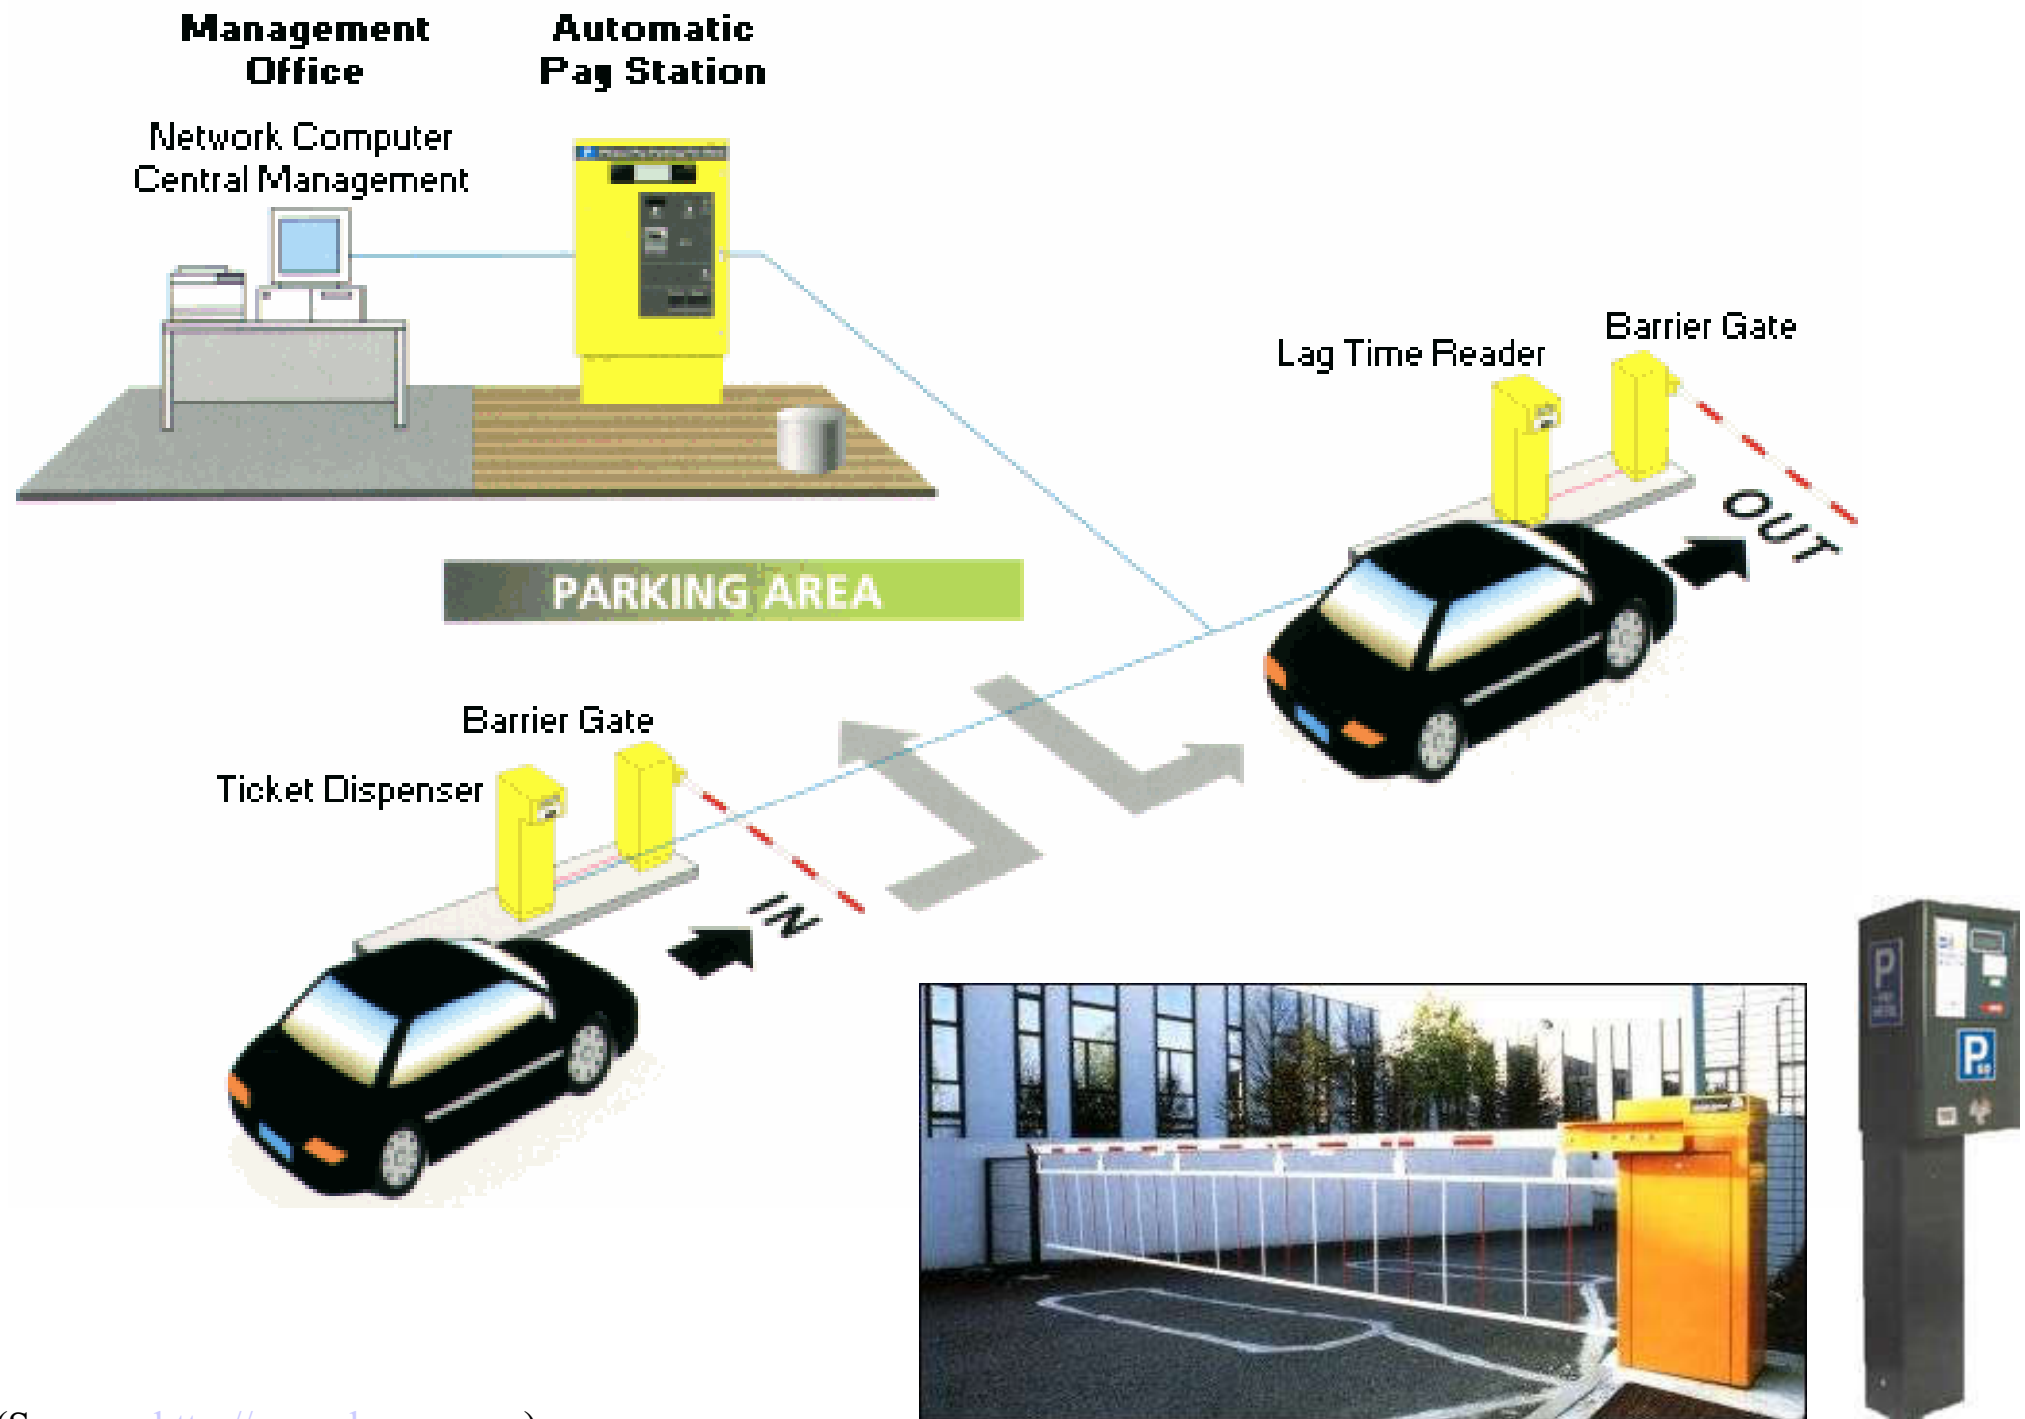 Management
Office
Automatic
Pay Station
Network Computer
Central Management
Lag Time Reader
Barrier Gate
PARKING AREA
OUT
Barrier Gate
Ticket Dispenser
IN
P
P